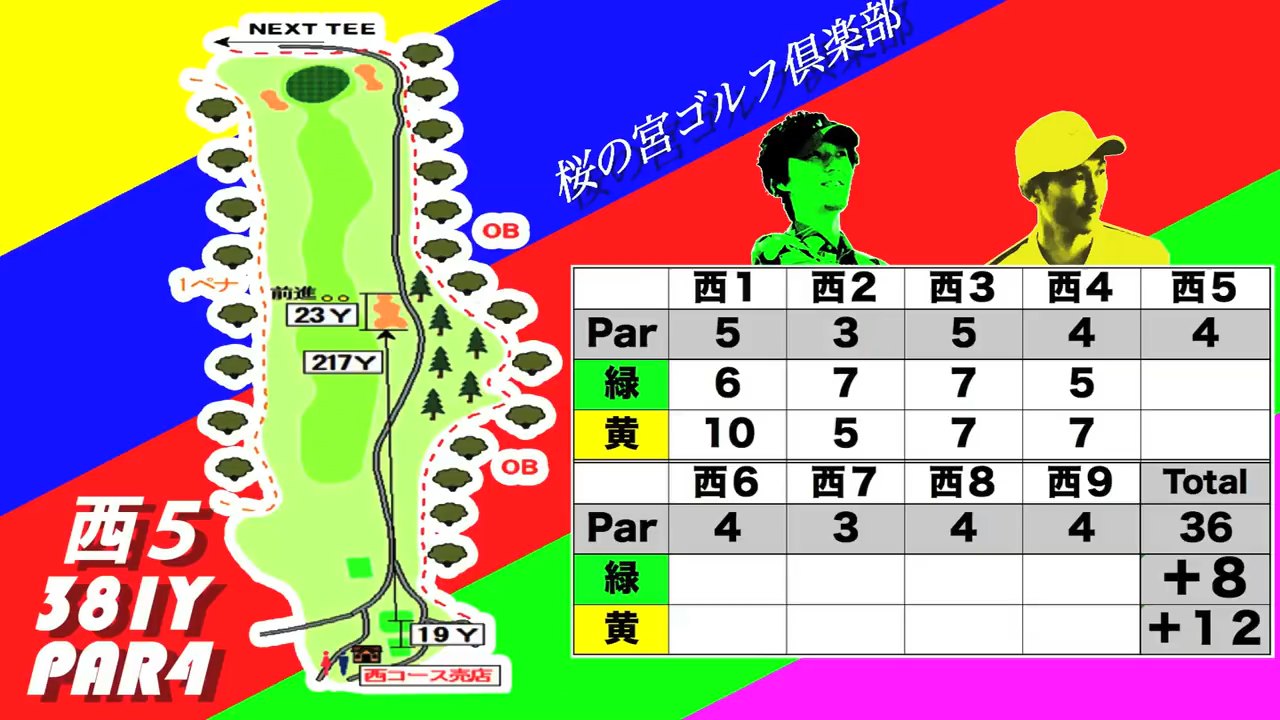 NEXT TEE
桜の宮ゴルフ倶楽部
OB
1ペナ
前進
23Y
217Y
OB
19Y
西コース売店
西5
381Y
PAR4
西1 西2 西3 西4 西5
Par 5 3 5 4 4
緑 6 7 7 5
黄 10 5 7 7
西6 西7 西8 西9 Total
Par 4 3 4 4 36
緑 +8
黄 +12